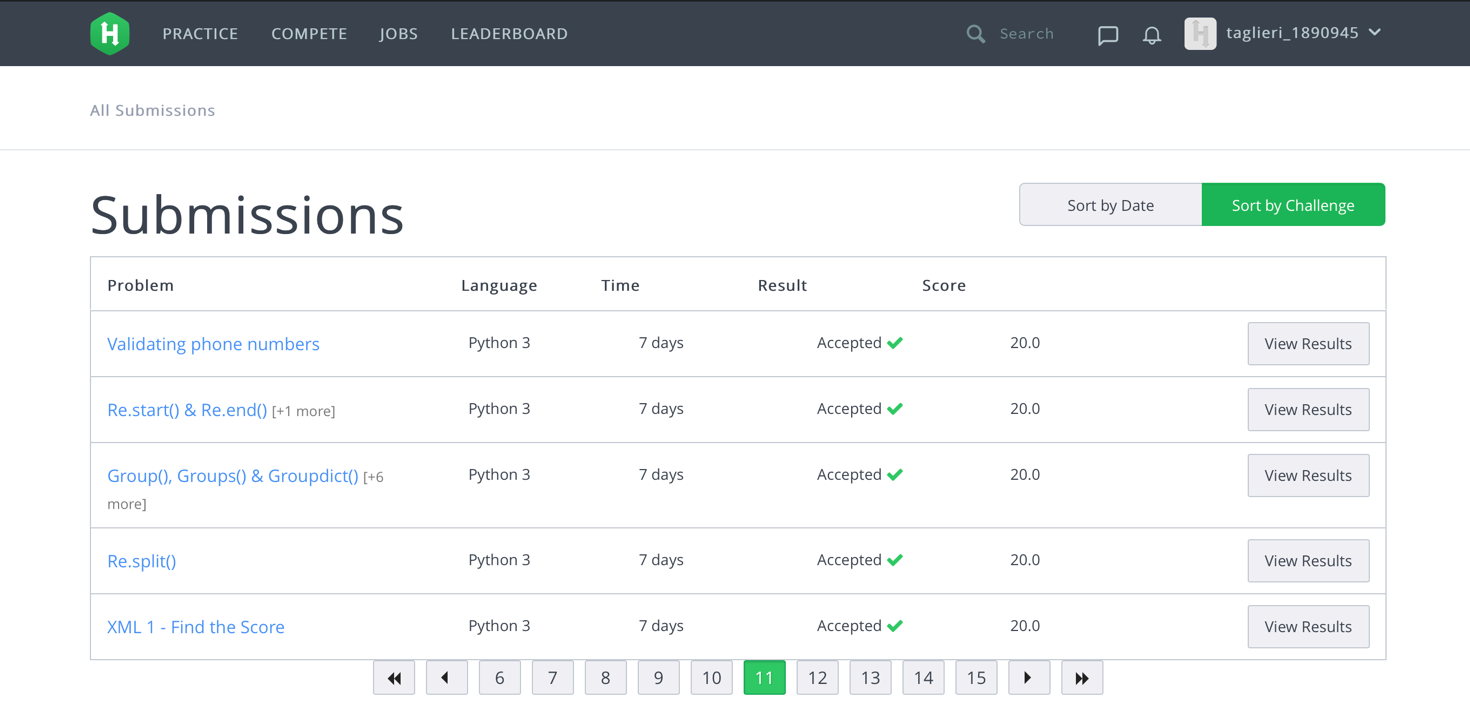 PRACTICE COMPETE JOBS LEADERBOARD Search taglieri_1890945
All Submissions
Submissions
Sort by Date Sort by Challenge
Problem Language Time Result Score
Validating phone numbers Python 3 7 days Accepted 20.0 View Results
Re.start() & Re.end() [+1 more] Python 3 7 days Accepted 20.0 View Results
Group(), Groups() & Groupdict() [+6 Python 3 7 days Accepted 20.0 View Results
more]
Re.split() Python 3 7 days Accepted 20.0 View Results
XML 1 - Find the Score Python 3 7 days Accepted 20.0 View Results
6 7 8 9 10 11 12 13 14 15